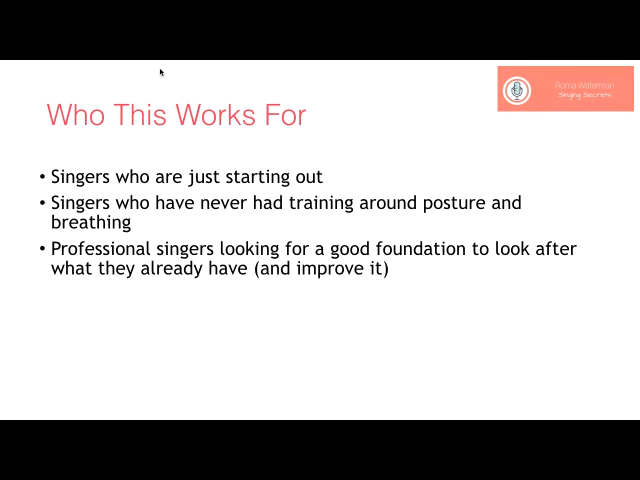 Roma Waterman
Singing Secrets
Who This Works For
• Singers who are just starting out
• Singers who have never had training around posture and
breathing
• Professional singers looking for a good foundation to look after
what they already have (and improve it)